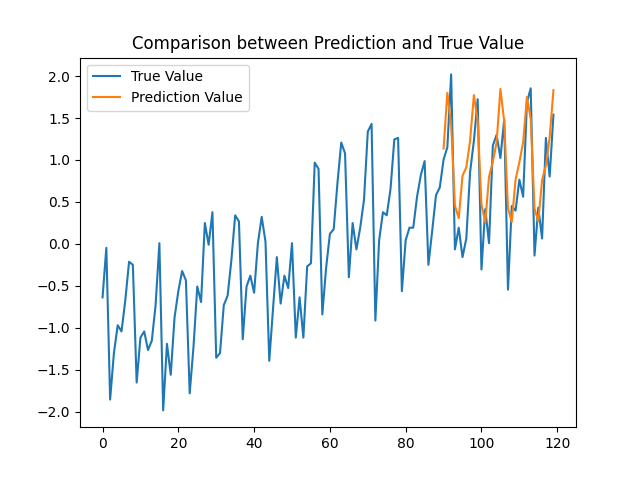 Comparison between Prediction and True Value
True Value
Prediction Value
2.0
1.5
1.0
0.5
0.0
−0.5
−1.0
−1.5
−2.0
0 20 40 60 80 100 120